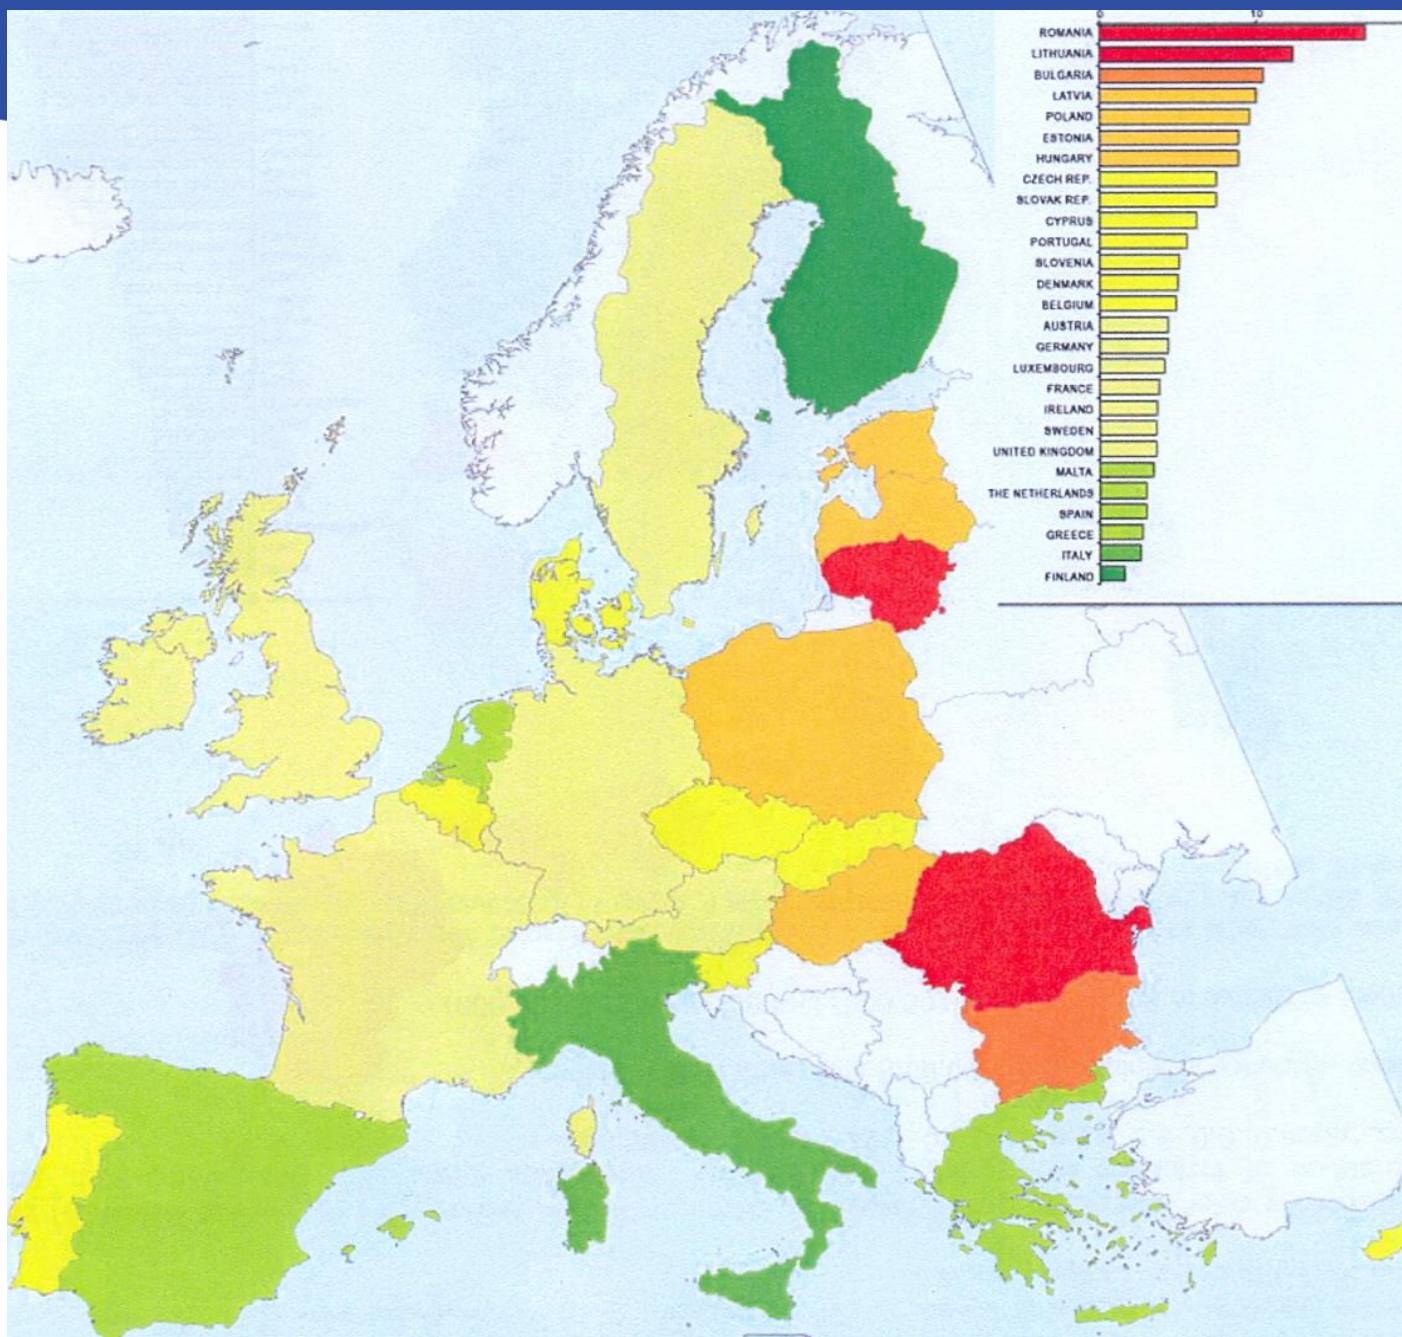 0 10
ROMANIA
LITHUANIA
BULGARIA
LATVIA
POLAND
ESTONIA
HUNGARY
CZECH REP.
SLOVAK REP.
CYPRUS
PORTUGAL
SLOVENIA
DENMARK
BELGIUM
AUSTRIA
GERMANY
LUXEMBOURG
FRANCE
IRELAND
SWEDEN
UNITED KINGDOM
MALTA
THE NETHERLANDS
SPAIN
GREECE
ITALY
FINLAND